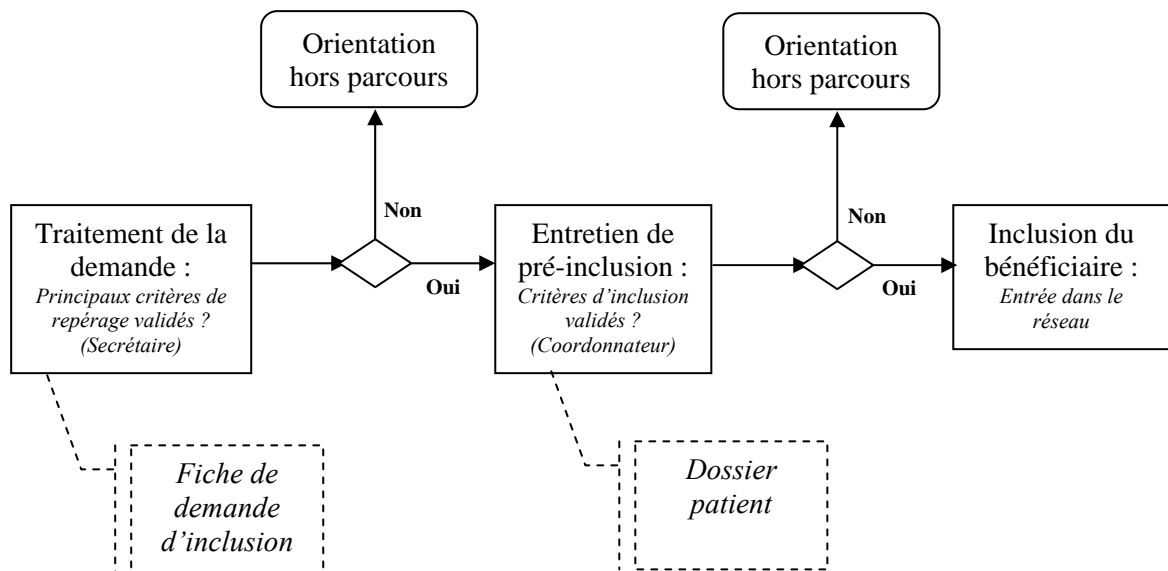 Orientation
hors parcours
Orientation
hors parcours
Non
Oui
Non
Oui
Traitement de la
demande :
Principaux critères de
repérage validés ?
(Secrétaire)
Entretien de
pré-inclusion :
Critères d’inclusion
validés ?
(Coordonnateur)
Inclusion du
bénéficiaire :
Entrée dans le
réseau
Fiche de
demande
d’inclusion
Dossier
patient